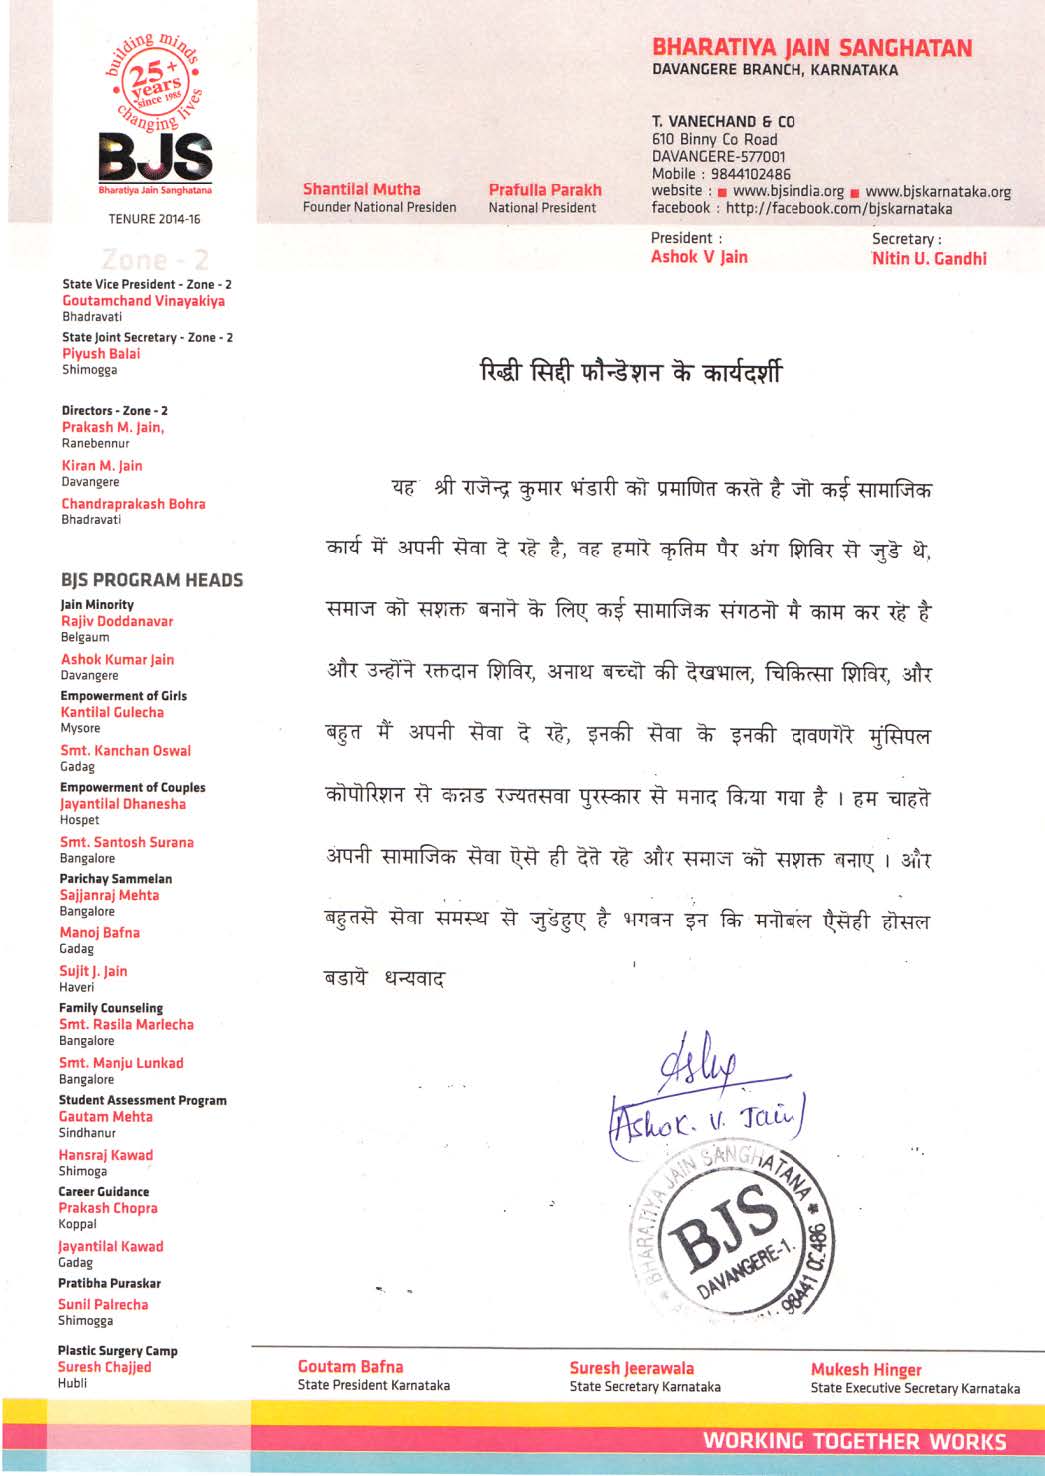 building minds
25+
years
since 1985
changing lives
BJS
Bharatiya Jain Sanghatana
TENURE 2014-16
BHARATIYA JAIN SANGHATAN
DAVANGERE BRANCH, KARNATAKA
T. VANECHAND & CO
610 Binny Co Road
DAVANGERE-577001
Mobile : 9844102486
website : www.bjsindia.org www.bjskarnataka.org
facebook : http://facebook.com/bjskarnataka
Shantilal Mutha
Founder National Presiden
Prafulla Parakh
National President
President :
Ashok V Jain
Secretary :
Nitin U. Gandhi
Zone - 2
State Vice President - Zone - 2
Goutamchand Vinayakiya
Bhadravati
State Joint Secretary - Zone - 2
Piyush Balai
Shimogga
Directors - Zone - 2
Prakash M. Jain,
Ranebennur
Kiran M. Jain
Davangere
Chandraprakash Bohra
Bhadravati
BJS PROGRAM HEADS
Jain Minority
Rajiv Doddanavar
Belgaum
Ashok Kumar Jain
Davangere
Empowerment of Girls
Kantilal Gulecha
Mysore
Smt. Kanchan Oswal
Gadag
Empowerment of Couples
Jayantilal Dhanesha
Hospet
Smt. Santosh Surana
Bangalore
Parichay Sammelan
Sajjanraj Mehta
Bangalore
Manoj Bafna
Gadag
Sujit J. Jain
Haveri
Family Counseling
Smt. Rasila Marlecha
Bangalore
Smt. Manju Lunkad
Bangalore
Student Assessment Program
Gautam Mehta
Sindhanur
Hansraj Kawad
Shimoga
Career Guidance
Prakash Chopra
Koppal
Jayantilal Kawad
Gadag
Pratibha Puraskar
Sunil Palrecha
Shimogga
Plastic Surgery Camp
Suresh Chajjed
Hubli
रिद्धी सिद्दी फौन्डेशन के कार्यदर्शी
यह श्री राजेन्द्र कुमार भंडारी को प्रमाणित करते है जो कई सामाजिक
कार्य में अपनी सेवा दे रहे है, वह हमारे कृतिम पैर अंग शिविर से जुडे थे,
समाज को सशक्त बनाने के लिए कई सामाजिक संगठनो मै काम कर रहे है
और उन्होंने रक्तदान शिविर, अनाथ बच्चो की देखभाल, चिकित्सा शिविर, और
बहुत मैं अपनी सेवा दे रहे, इनकी सेवा के इनकी दावणगेरे मुंसिपल
कोपोरिशन से कन्नड रज्यतसवा पुरस्कार से मनाद किया गया है । हम चाहते
अपनी सामाजिक सेवा ऐसे ही देते रहे और समाज को सशक्त बनाए । और
बहुतसे सेवा समस्थ से जुडेहुए है भगवन इन कि मनोबल एैसेही होसल
बडाये धन्यवाद
(Ashok. V. Jain)
BHARATIYA JAIN SANGHATANA
BJS
DAVANGERE-1.
Goutam Bafna
State President Karnataka
Suresh Jeerawala
State Secretary Karnataka
Mukesh Hinger
State Executive Secretary Karnataka
WORKING TOGETHER WORKS